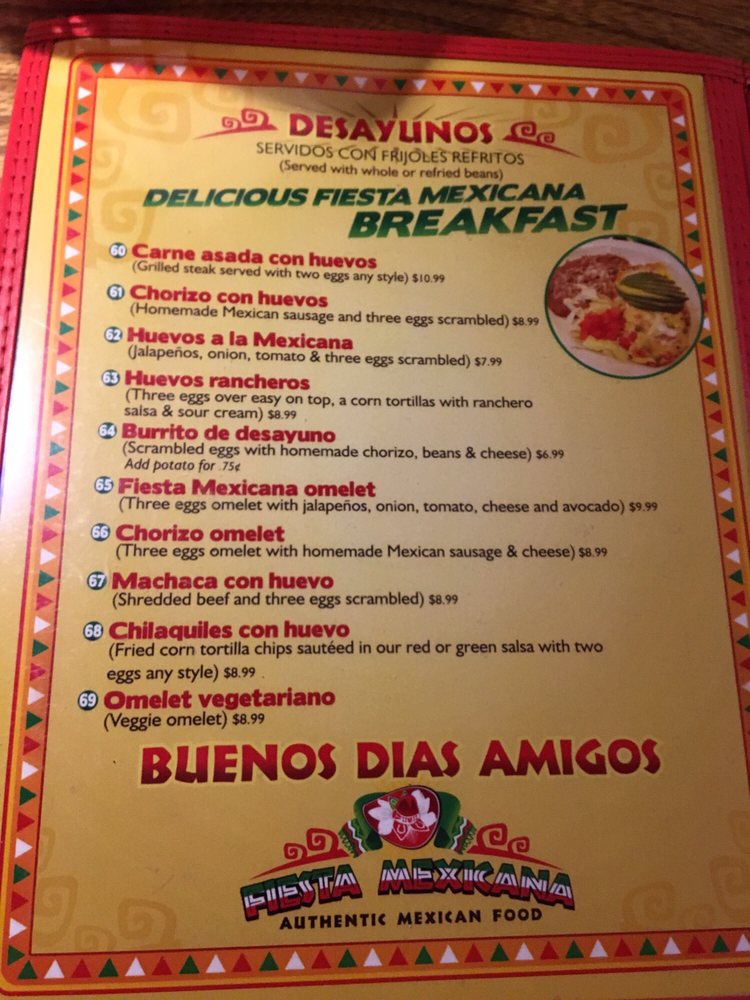 DESAYUNOS
SERVIDOS CON FRIJOLES REFRITOS
(Served with whole or refried beans)
DELICIOUS FIESTA MEXICANA
BREAKFAST
60 Carne asada con huevos
(Grilled steak served with two eggs any style) $10.99
61 Chorizo con huevos
(Homemade Mexican sausage and three eggs scrambled) $8.99
62 Huevos a la Mexicana
(Jalapeños, onion, tomato & three eggs scrambled) $7.99
63 Huevos rancheros
(Three eggs over easy on top, a corn tortillas with ranchero
salsa & sour cream) $8.99
64 Burrito de desayuno
(Scrambled eggs with homemade chorizo, beans & cheese) $6.99
Add potato for .75¢
65 Fiesta Mexicana omelet
(Three eggs omelet with jalapeños, onion, tomato, cheese and avocado) $9.99
66 Chorizo omelet
(Three eggs omelet with homemade Mexican sausage & cheese) $8.99
67 Machaca con huevo
(Shredded beef and three eggs scrambled) $8.99
68 Chilaquiles con huevo
(Fried corn tortilla chips sautéed in our red or green salsa with two
eggs any style) $8.99 .
69 Omelet vegetariano
(Veggie omelet) $8.99
BUENOS DIAS AMIGOS
FIESTA MEXICANA
AUTHENTIC MEXICAN FOOD